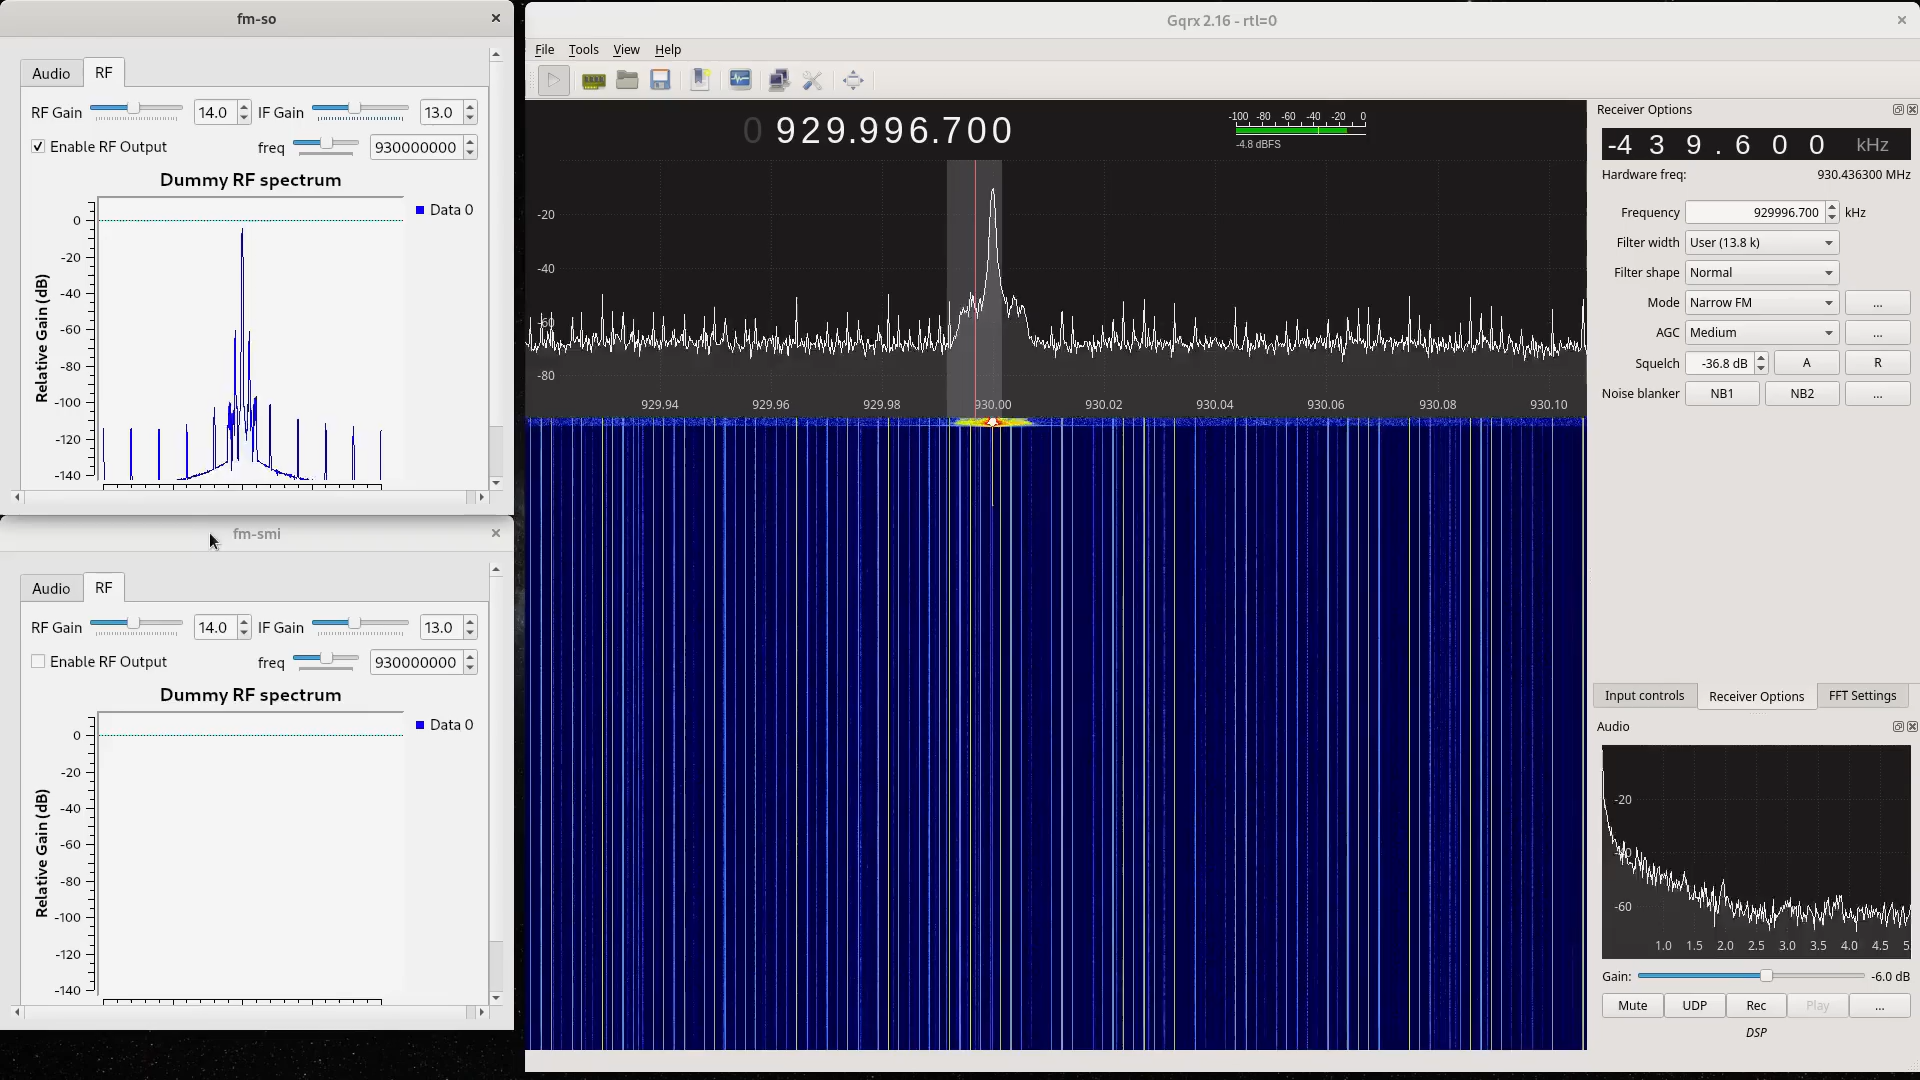 fm-so
Audio RF
RF Gain 14.0 IF Gain 13.0
Enable RF Output freq 930000000
Dummy RF spectrum
Data 0
Relative Gain (dB)
0
-20
-40
-60
-80
-100
-120
-140
fm-smi
Audio RF
RF Gain 14.0 IF Gain 13.0
Enable RF Output freq 930000000
Dummy RF spectrum
Data 0
Relative Gain (dB)
0
-20
-40
-60
-80
-100
-120
-140
Gqrx 2.16 - rtl=0
File Tools View Help
0 929.996.700
-100 -80 -60 -40 -20 0
-4.8 dBFS
-20
-40
-60
-80
929.94 929.96 929.98 930.00 930.02 930.04 930.06 930.08 930.10
Receiver Options
-439.600 kHz
Hardware freq: 930.436300 MHz
Frequency 929996.700 kHz
Filter width User (13.8 k)
Filter shape Normal
Mode Narrow FM ...
AGC Medium ...
Squelch -36.8 dB A R
Noise blanker NB1 NB2 ...
Input controls Receiver Options FFT Settings
Audio
-20
-40
-60
1.0 1.5 2.0 2.5 3.0 3.5 4.0 4.5 5.
Gain: -6.0 dB
Mute UDP Rec Play ...
DSP